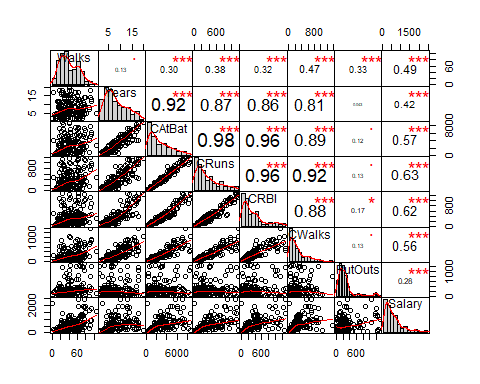 5 15 0 600 0 800 0 1500
Walks 0.13 . 0.30 *** 0.38 *** 0.32 *** 0.47 *** 0.33 *** 0.49 *** 0 60
5 15 Years 0.92 *** 0.87 *** 0.86 *** 0.81 *** 0.42 ***
CAtBat 0.98 *** 0.96 *** 0.89 *** 0.12 . 0.57 *** 0 8000
0 800 CRuns 0.96 *** 0.92 *** 0.13 . 0.63 ***
CRBI 0.88 *** 0.17 * 0.62 *** 0 800
0 1000 CWalks 0.13 . 0.56 ***
utOuts 0.28 *** 0 1000
0 2000 Salary
0 60 0 6000 0 600 0 600